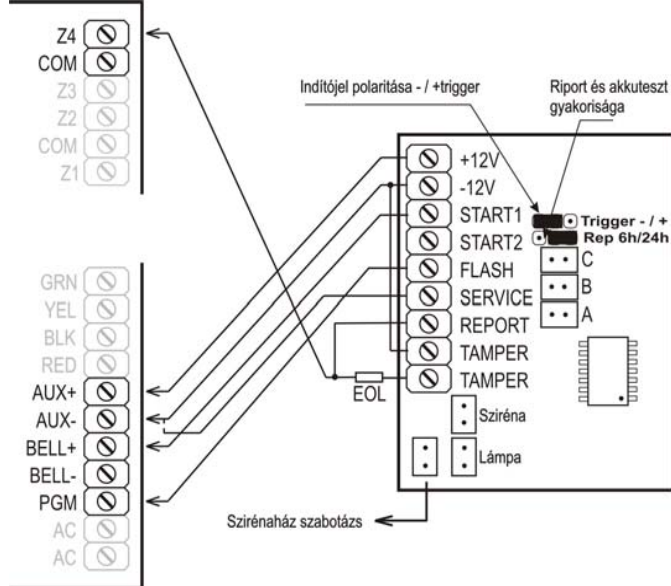 Z4
COM
Z3
Z2
COM
Z1
GRN
YEL
BLK
RED
AUX+
AUX-
BELL+
BELL-
PGM
AC
AC
Indítójel polaritása - / +trigger
Riport és akkuteszt
gyakorisága
+12V
-12V
START1
START2
FLASH
SERVICE
REPORT
TAMPER
TAMPER
Trigger - / +
Rep 6h/24h
C
B
A
EOL
Sziréna
Lámpa
Szirénaház szabotázs